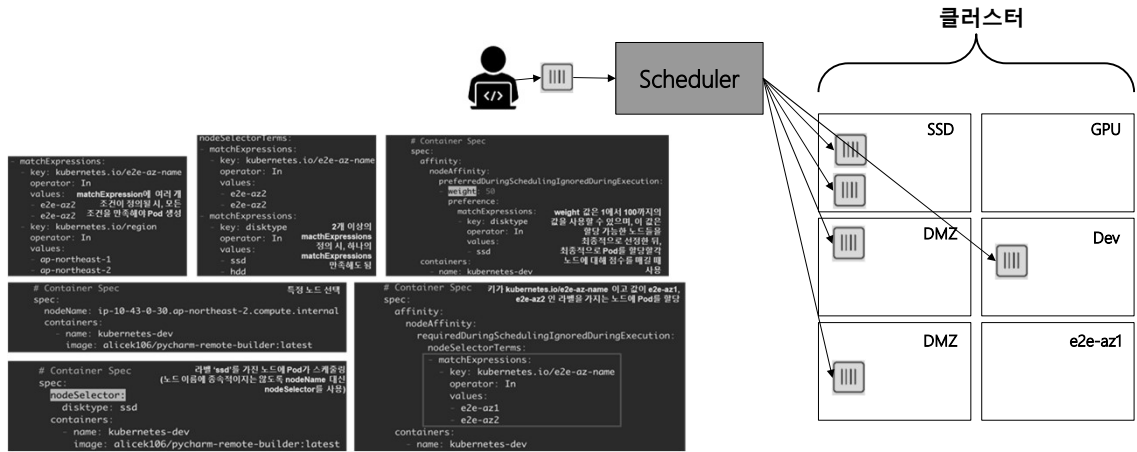 클러스터
Scheduler
SSD
GPU
DMZ
Dev
DMZ
e2e-az1
- matchExpressions:
- key: kubernetes.io/e2e-az-name
operator: In
values:
- e2e-az2
- e2e-az2
- key: kubernetes.io/region
operator: In
values:
- ap-northeast-1
- ap-northeast-2
matchExpression에 여러 개
조건이 정의될 시, 모든
조건을 만족해야 Pod 생성
nodeSelectorTerms:
- matchExpressions:
- key: kubernetes.io/e2e-az-name
operator: In
values:
- e2e-az2
- e2e-az2
- matchExpressions:
- key: disktype
operator: In
values:
- ssd
- hdd
2개 이상의
macthExpressions
정의 시, 하나의
matchExpressions
만족해도 됨
# Container Spec
spec:
affinity:
nodeAffinity:
preferredDuringSchedulingIgnoredDuringExecution:
- weight: 50
preference:
matchExpressions:
- key: disktype
operator: In
values:
- ssd
containers:
- name: kubernetes-dev
weight 값은 1에서 100까지의
값을 사용할 수 있으며, 이 값은
할당 가능한 노드들을
최종적으로 선정한 뒤,
최종적으로 Pod를 할당할각
노드에 대해 점수를 매길 때
사용
# Container Spec
특정 노드 선택
spec:
nodeName: ip-10-43-0-30.ap-northeast-2.compute.internal
containers:
- name: kubernetes-dev
image: alicek106/pycharm-remote-builder:latest
# Container Spec
라벨 ‘ssd’를 가진 노드에 Pod가 스케줄링
(노드 이름에 종속적이지는 않도록 nodeName 대신
nodeSelector를 사용)
spec:
nodeSelector:
disktype: ssd
containers:
- name: kubernetes-dev
image: alicek106/pycharm-remote-builder:latest
# Container Spec
키가 kubernetes.io/e2e-az-name 이고 값이 e2e-az1,
e2e-az2 인 라벨을 가지는 노드에 Pod를 할당
spec:
affinity:
nodeAffinity:
requiredDuringSchedulingIgnoredDuringExecution:
nodeSelectorTerms:
- matchExpressions:
- key: kubernetes.io/e2e-az-name
operator: In
values:
- e2e-az1
- e2e-az2
containers:
- name: kubernetes-dev